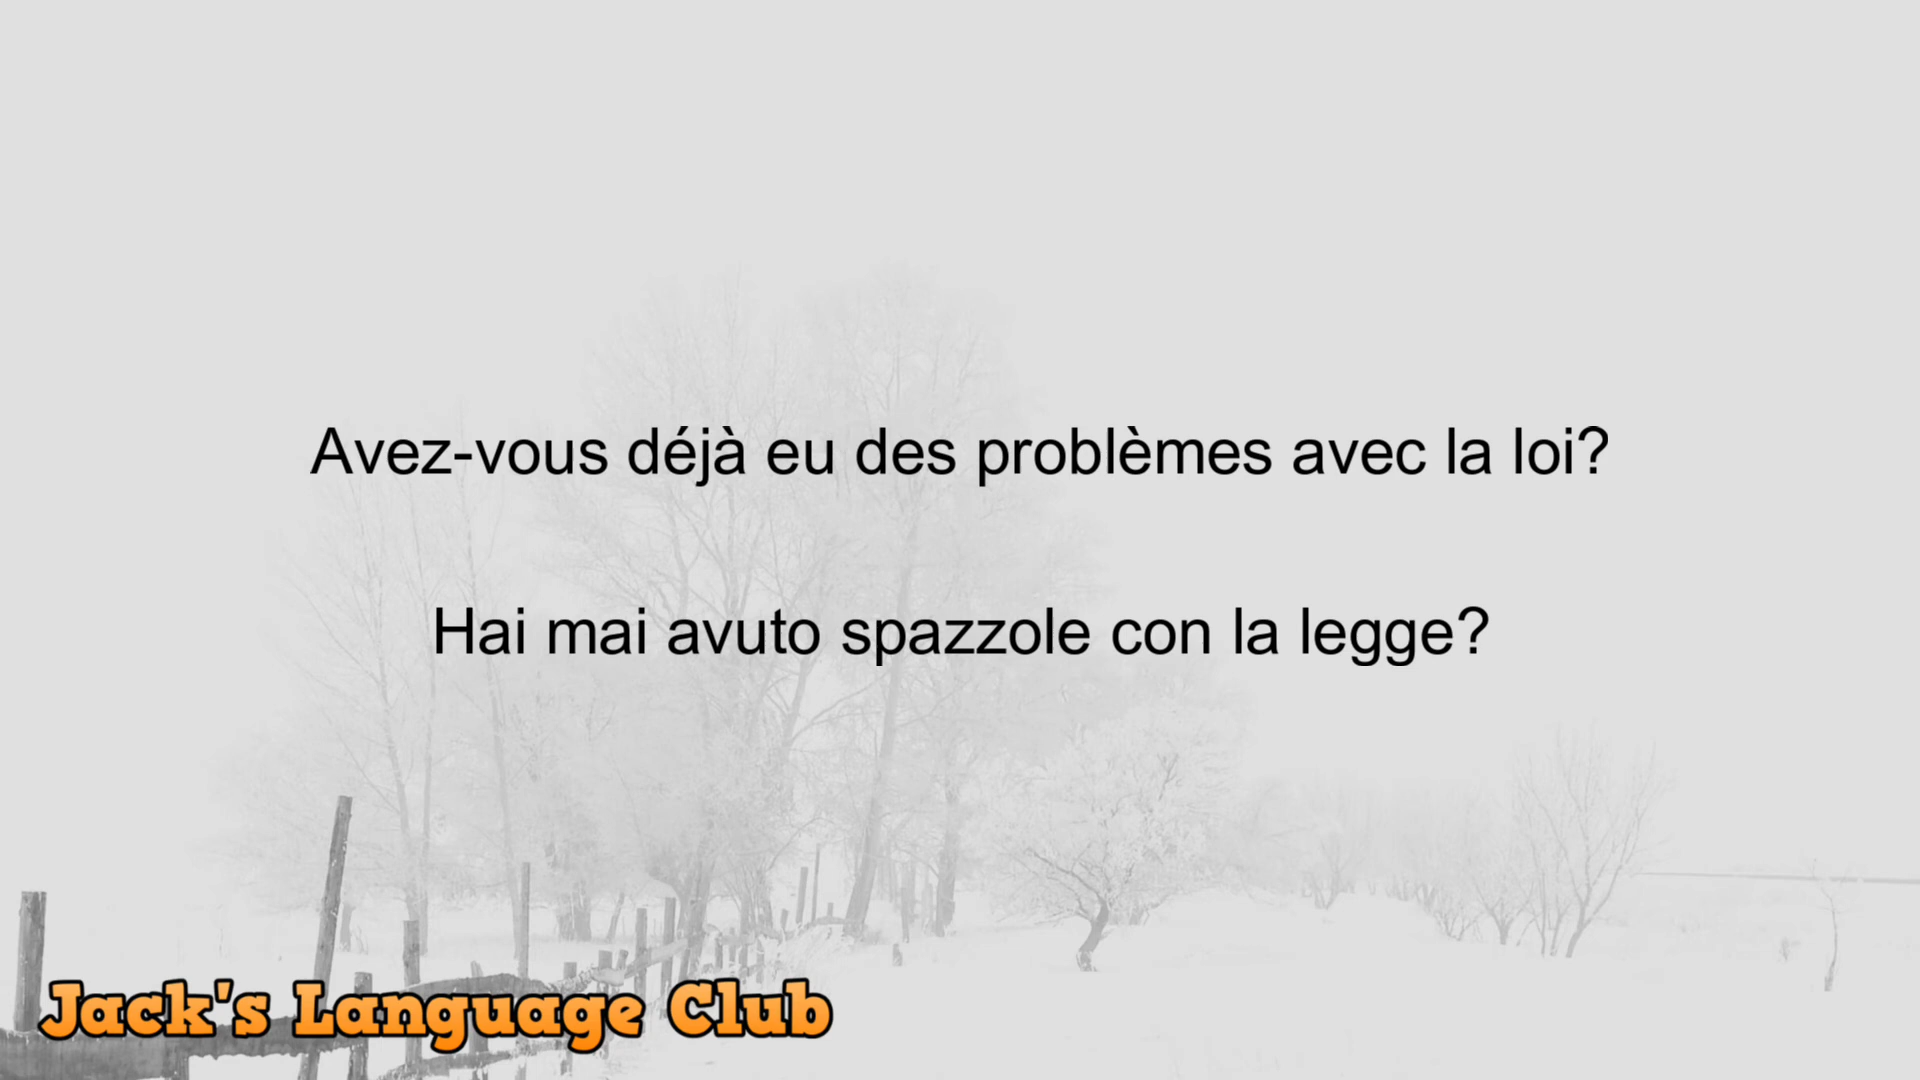 Avez-vous déjà eu des problèmes avec la loi?
Hai mai avuto spazzole con la legge?
Jack's Language Club